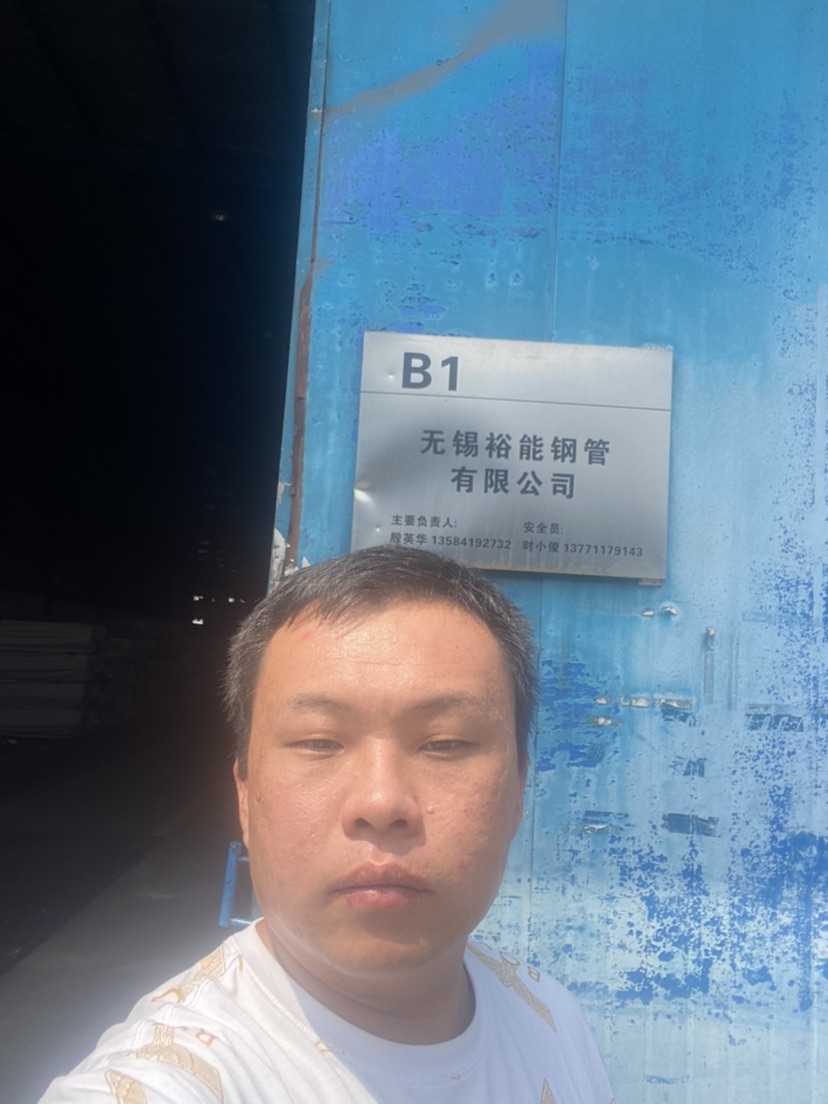 B1
无锡裕能钢管
有限公司
主要负责人: 安全员:
殷英华 13584192732 时小俊 13771179143